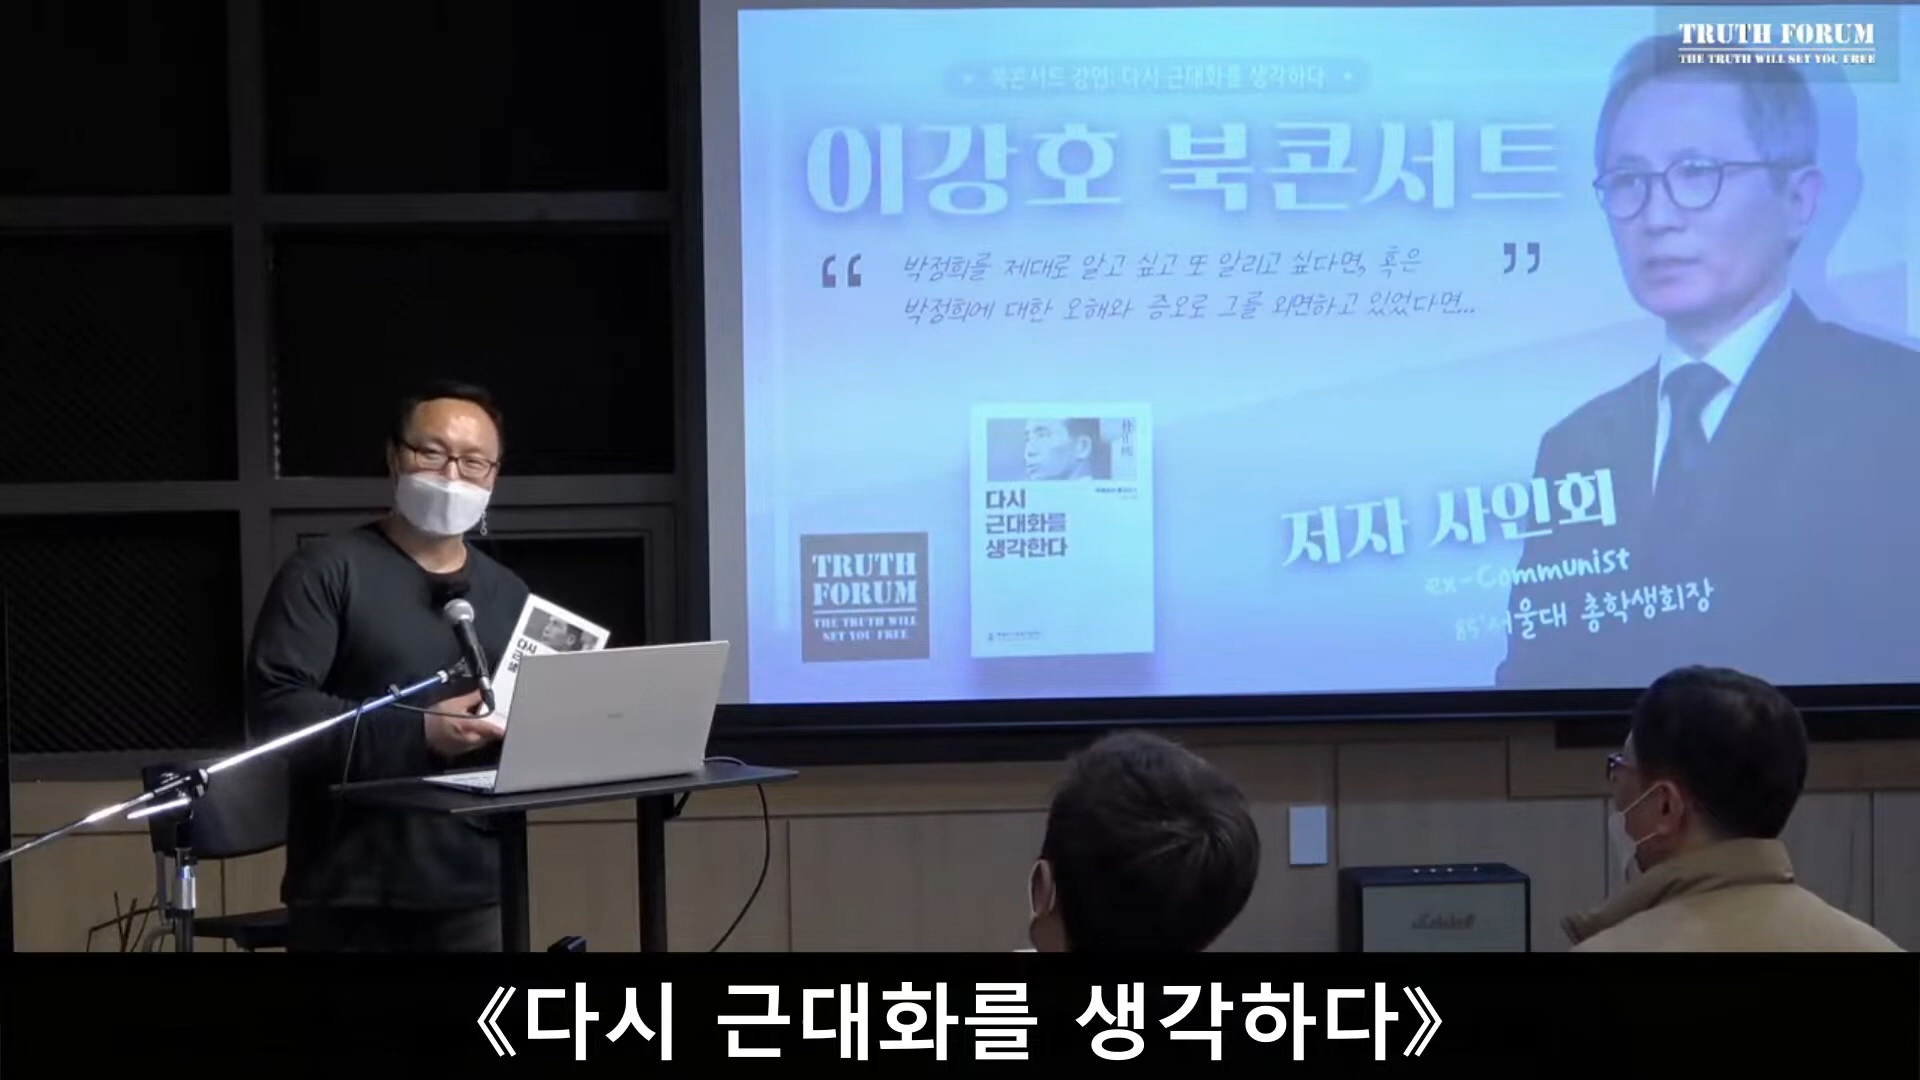 TRUTH FORUM
THE TRUTH WILL SET YOU FREE
북콘서트 강연: 다시 근대화를 생각하다
이강호 북콘서트
“ 박정희를 제대로 알고 싶고 또 알리고 싶다면, 혹은 ”
박정희에 대한 오해와 증오로 그를 외면하고 있었다면...
다시
근대화를
생각한다
저자 사인회
ex-Communist
85'서울대 총학생회장
TRUTH
FORUM
THE TRUTH WILL
SET YOU FREE
다시
《다시 근대화를 생각하다》